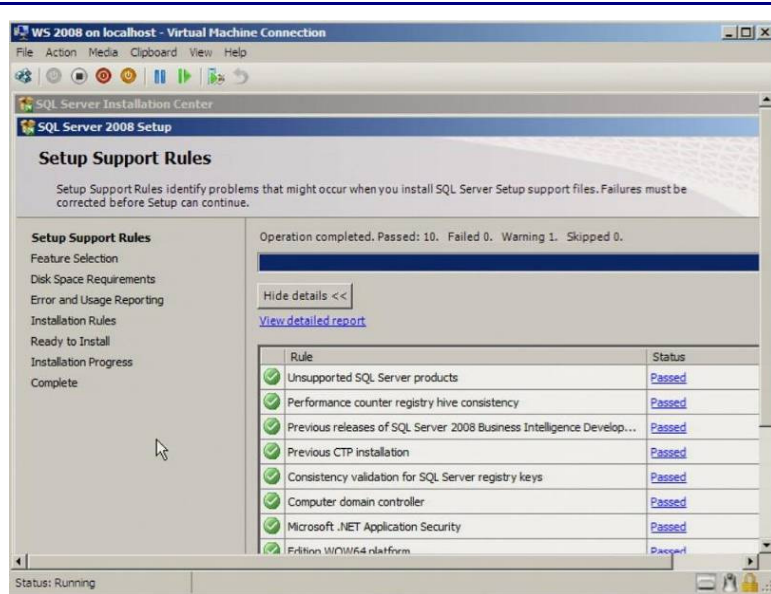 WS 2008 on localhost - Virtual Machine Connection
File Action Media Clipboard View Help
SQL Server Installation Center
SQL Server 2008 Setup
Setup Support Rules
Setup Support Rules identify problems that might occur when you install SQL Server Setup support files. Failures must be
corrected before Setup can continue.
Setup Support Rules
Feature Selection
Disk Space Requirements
Error and Usage Reporting
Installation Rules
Ready to Install
Installation Progress
Complete
Operation completed. Passed: 10. Failed 0. Warning 1. Skipped 0.
Hide details <<
View detailed report
Rule Status
Unsupported SQL Server products Passed
Performance counter registry hive consistency Passed
Previous releases of SQL Server 2008 Business Intelligence Develop... Passed
Previous CTP installation Passed
Consistency validation for SQL Server registry keys Passed
Computer domain controller Passed
Microsoft .NET Application Security Passed
Edition WOW64 platform Passed
Status: Running